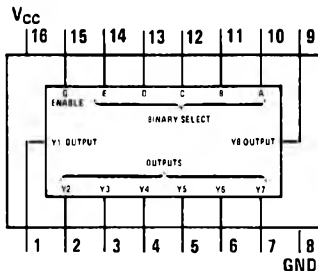 VCC
16 15 14 13 12 11 10 9
G E D C B A
ENABLE
BINARY SELECT
Y1 OUTPUT Y8 OUTPUT
OUTPUTS
Y2 Y3 Y4 Y5 Y6 Y7
1 2 3 4 5 6 7 8
GND